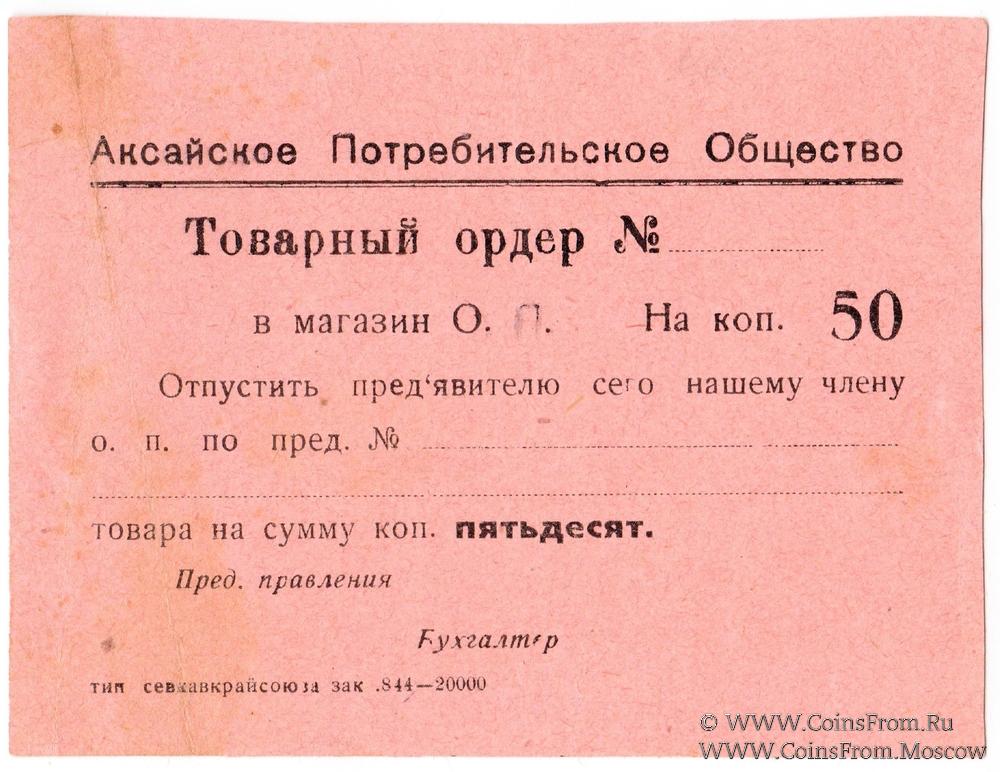 Аксайское Потребительское Общество
Товарный ордер №
в магазин О. П. На коп. 50
Отпустить пред‘явителю сего нашему члену
о. п. по пред. №
товара на сумму коп. пятьдесят.
Пред. правления
Бухгалтер
тип севкавкрайсоюза зак .844—20000
© WWW.CoinsFrom.Ru
WWW.CoinsFrom.Moscow